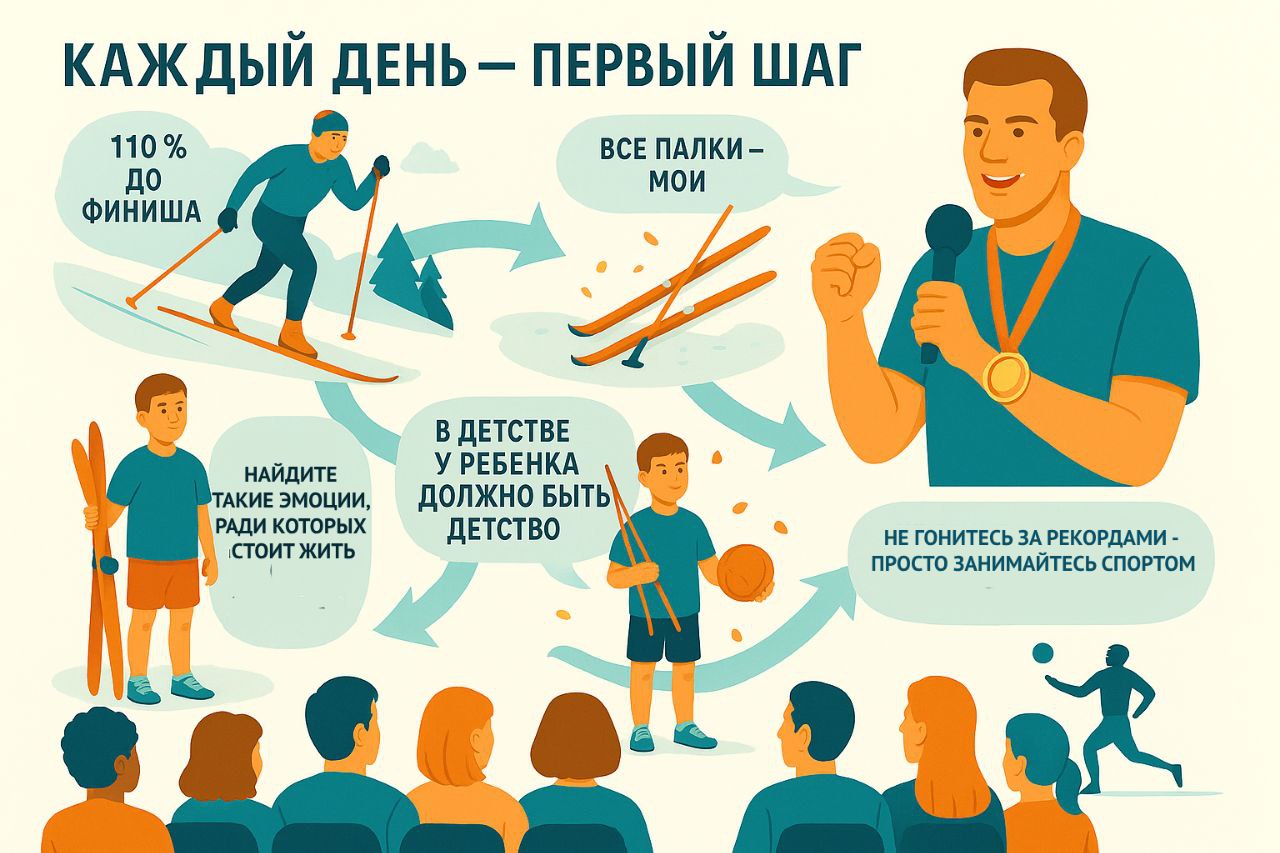 КАЖДЫЙ ДЕНЬ — ПЕРВЫЙ ШАГ
110 %
ДО
ФИНИША
ВСЕ ПАЛКИ –
МОИ
НАЙДИТЕ
ТАКИЕ ЭМОЦИИ,
РАДИ КОТОРЫХ
СТОИТ ЖИТЬ
В ДЕТСТВЕ
У РЕБЕНКА
ДОЛЖНО БЫТЬ
ДЕТСТВО
НЕ ГОНИТЕСЬ ЗА РЕКОРДАМИ -
ПРОСТО ЗАНИМАЙТЕСЬ СПОРТОМ